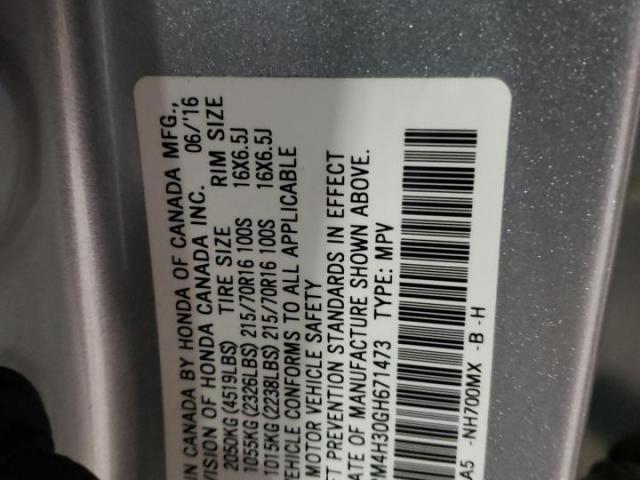 IN CANADA BY HONDA OF CANADA MFG.,
VISION OF HONDA CANADA INC. 06/'16
2050KG (4519LBS) TIRE SIZE RIM SIZE
1055KG (2326LBS) 215/70R16 100S 16X6.5J
1015KG (2238LBS) 215/70R16 100S 16X6.5J
VEHICLE CONFORMS TO ALL APPLICABLE
MOTOR VEHICLE SAFETY
FT PREVENTION STANDARDS IN EFFECT
ATE OF MANUFACTURE SHOWN ABOVE.
RM4H30GH671473 TYPE: MPV
A5 -NH700MX -B -H